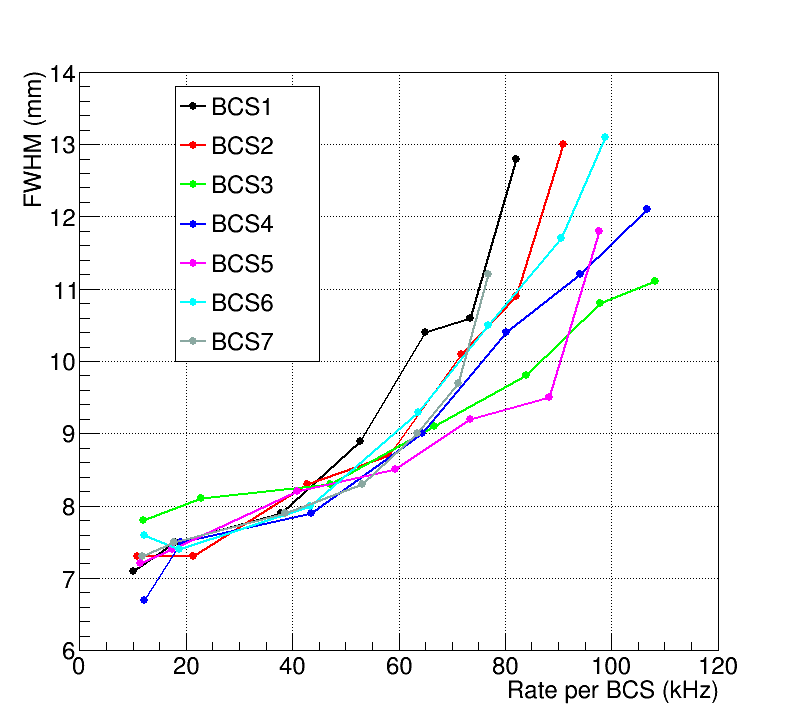 FWHM (mm)
14
13
12
11
10
9
8
7
6
BCS1
BCS2
BCS3
BCS4
BCS5
BCS6
BCS7
0 20 40 60 80 100 120
Rate per BCS (kHz)